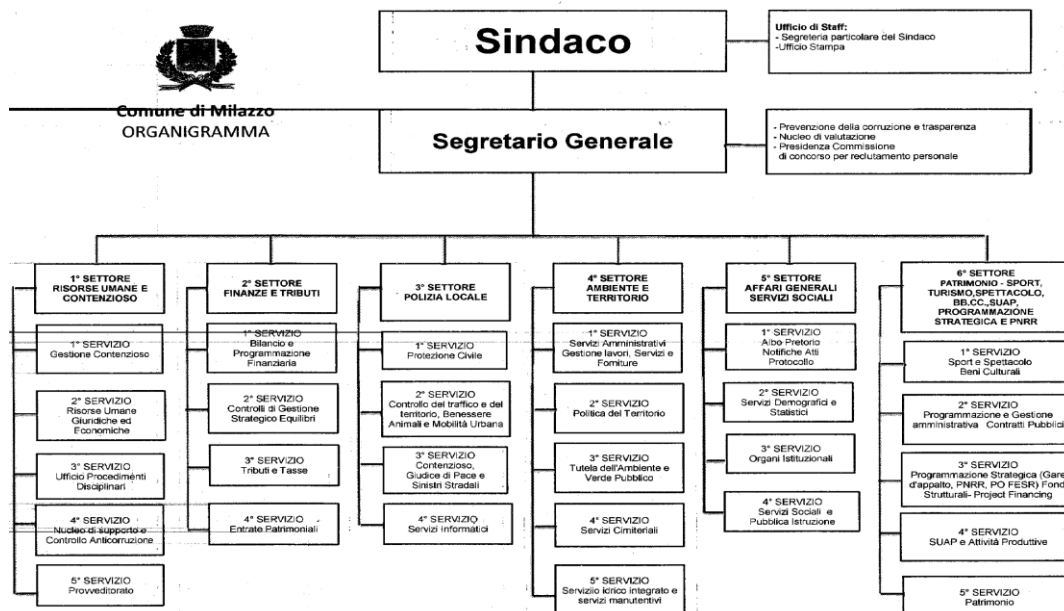 Sindaco
Ufficio di Staff:
- Segreteria particolare del Sindaco
-Ufficio Stampa
Comune di Milazzo
ORGANIGRAMMA
Segretario Generale
- Prevenzione della corruzione e trasparenza
- Nucleo di valutazione
- Presidenza Commissione
di concorso per reclutamento personale
1° SETTORE
RISORSE UMANE E
CONTENZIOSO
1° SERVIZIO
Gestione Contenzioso
2° SERVIZIO
Risorse Umane
Giuridiche ed
Economiche
3° SERVIZIO
Ufficio Procedimenti
Disciplinari
4° SERVIZIO
Nucleo di supporto e
Controllo Anticorruzione
5° SERVIZIO
Provveditorato
2° SETTORE
FINANZE E TRIBUTI
1° SERVIZIO
Bilancio e
Programmazione
Finanziaria
2° SERVIZIO
Controlli di Gestione
Strategico Equilibri
3° SERVIZIO
Tributi e Tasse
4° SERVIZIO
Entrate Patrimoniali
3° SETTORE
POLIZIA LOCALE
1° SERVIZIO
Protezione Civile
2° SERVIZIO
Controllo del traffico e del
territorio, Benessere
Animali e Mobilità Urbana
3° SERVIZIO
Contenzioso,
Giudice di Pace e
Sinistri Stradali
4° SERVIZIO
Servizi Informatici
4° SETTORE
AMBIENTE E
TERRITORIO
1° SERVIZIO
Servizi Amministrativi
Gestione lavori, Servizi e
Forniture
2° SERVIZIO
Politica del Territorio
3° SERVIZIO
Tutela dell'Ambiente e
Verde Pubblico
4° SERVIZIO
Servizi Cimiteriali
5° SERVIZIO
Serviziio idrico integrato e
servizi manutentivi
5° SETTORE
AFFARI GENERALI
SERVIZI SOCIALI
1° SERVIZIO
Albo Pretorio
Notifiche Atti
Protocollo
2° SERVIZIO
Servizi Demografici e
Statistici
3° SERVIZIO
Organi Istituzionali
4° SERVIZIO
Servizi Sociali e
Pubblica Istruzione
6° SETTORE
PATRIMONIO - SPORT,
TURISMO,SPETTACOLO,
BB.CC.,SUAP,
PROGRAMMAZIONE
STRATEGICA E PNRR
1° SERVIZIO
Sport e Spettacolo
Beni Culturali
2° SERVIZIO
Programmazione e Gestione
amministrativa Contratti Pubblici
3° SERVIZIO
Programmazione Strategica (Gare
d'appalto, PNRR, PO FESR) Fondi
Strutturali- Project Financing
4° SERVIZIO
SUAP e Attività Produttive
5° SERVIZIO
Patrimonio